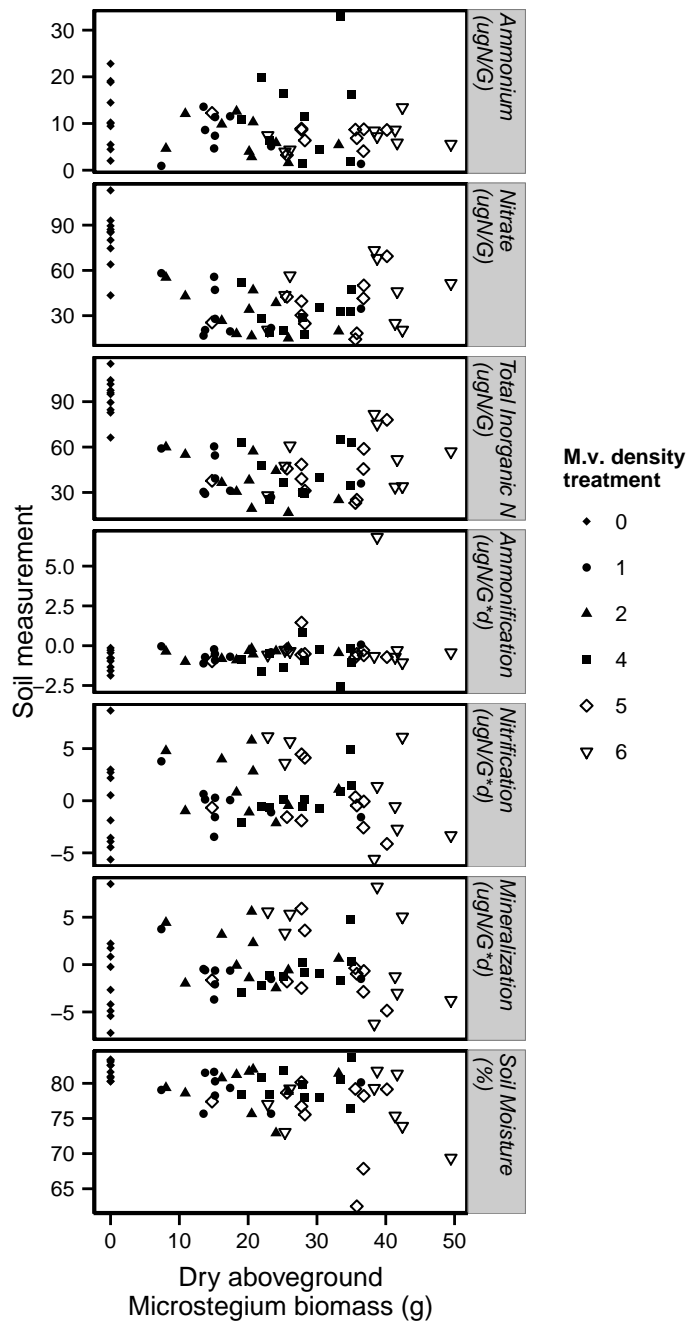 30
20
10
0
Ammonium
(ugN/G)
90
60
30
Nitrate
(ugN/G)
90
60
30
Total Inorganic N
(ugN/G)
5.0
2.5
0.0
−2.5
Ammonification
(ugN/G*d)
5
0
−5
Nitrification
(ugN/G*d)
5
0
−5
Mineralization
(ugN/G*d)
80
75
70
65
Soil Moisture
(%)
0 10 20 30 40 50
Soil measurement
Dry aboveground
Microstegium biomass (g)
M.v. density
treatment
0
1
2
4
5
6